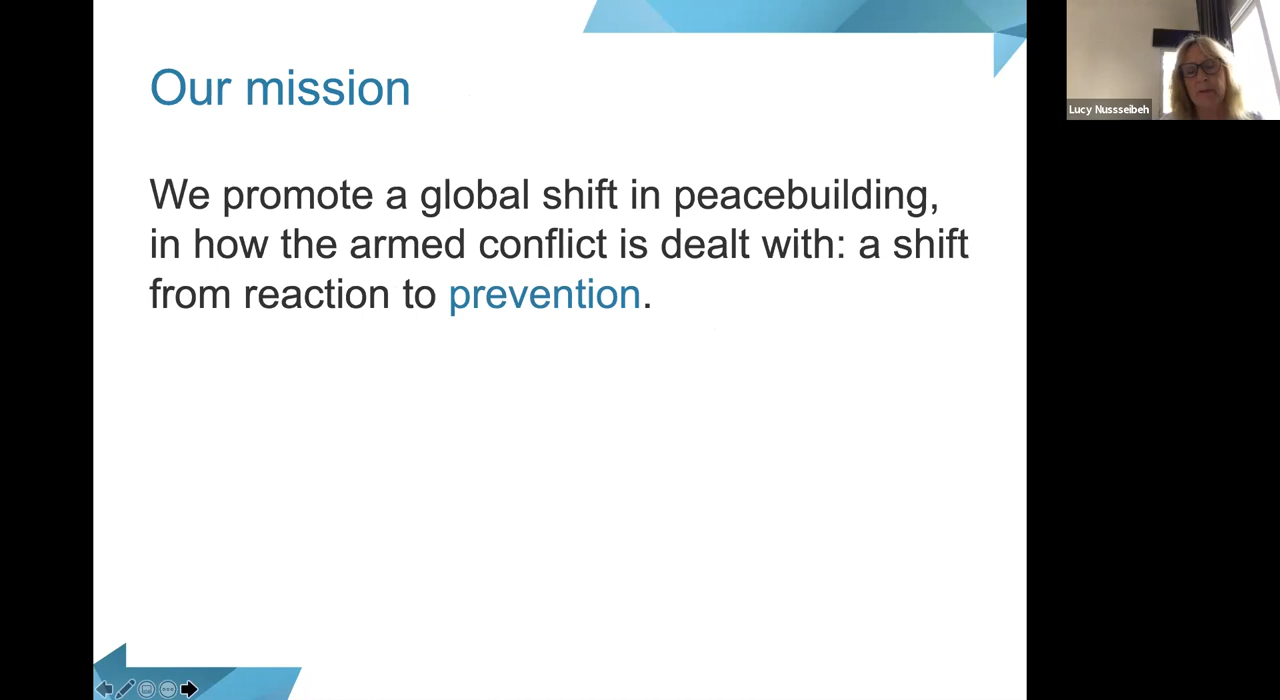 Our mission
We promote a global shift in peacebuilding,
in how the armed conflict is dealt with: a shift
from reaction to prevention.
Lucy Nussseibeh